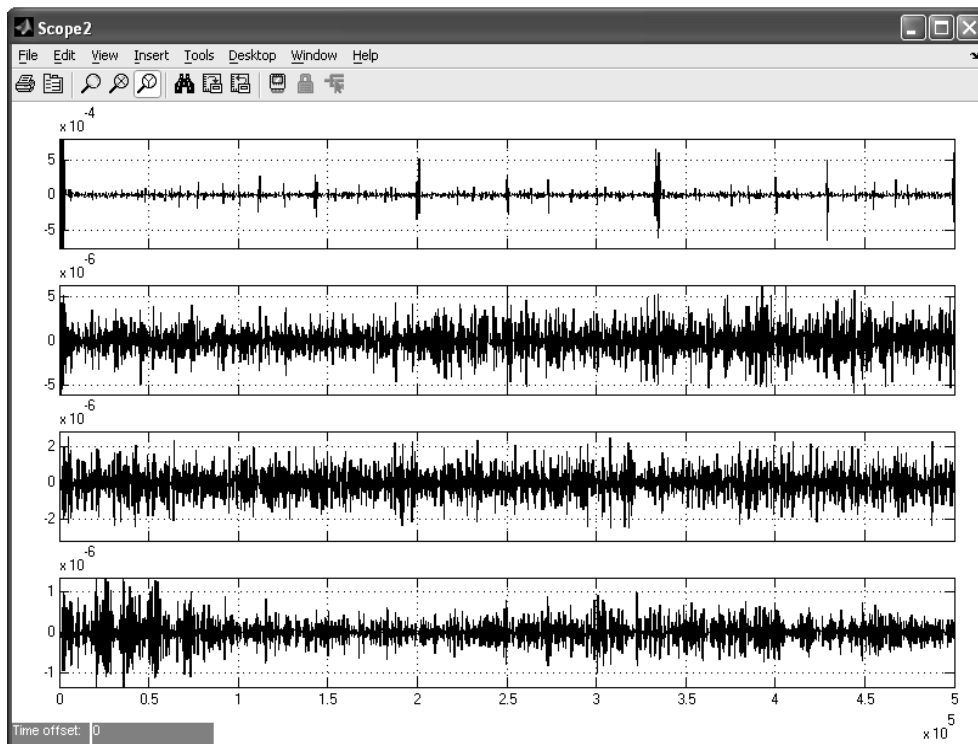 Scope2
File Edit View Insert Tools Desktop Window Help
x 10 -4
5
0
-5
x 10 -6
5
0
-5
x 10 -6
2
0
-2
x 10 -6
1
0
-1
0 0.5 1 1.5 2 2.5 3 3.5 4 4.5 5
x 10 5
Time offset: 0